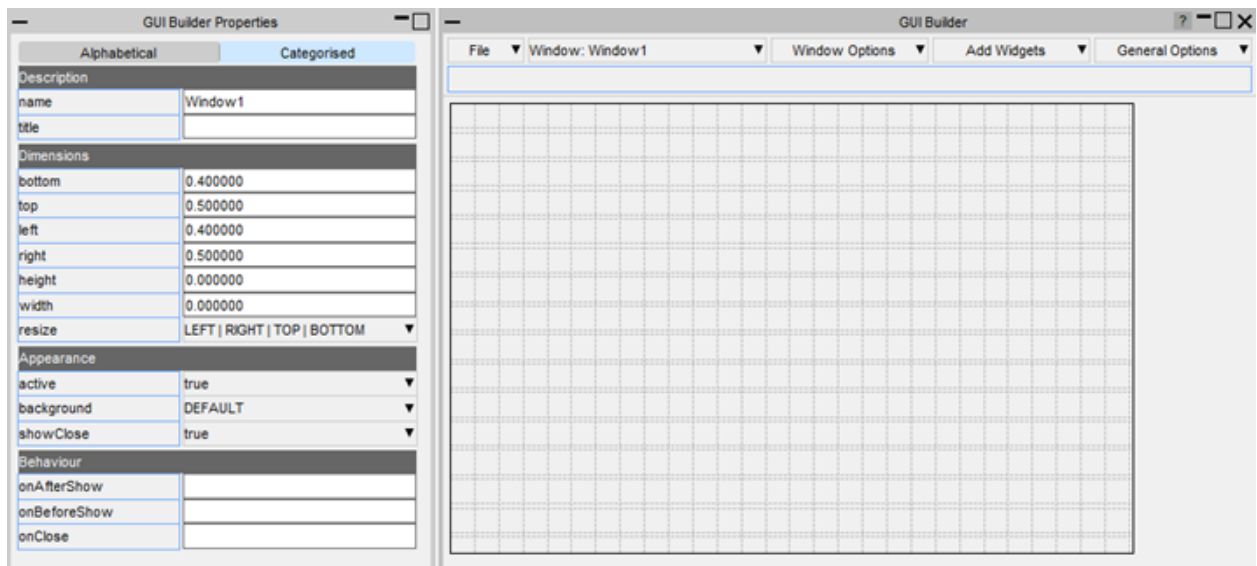 GUI Builder Properties
Alphabetical Categorised
Description
name Window1
title
Dimensions
bottom 0.400000
top 0.500000
left 0.400000
right 0.500000
height 0.000000
width 0.000000
resize LEFT | RIGHT | TOP | BOTTOM
Appearance
active true
background DEFAULT
showClose true
Behaviour
onAfterShow
onBeforeShow
onClose
GUI Builder ?
File Window: Window1 Window Options Add Widgets General Options